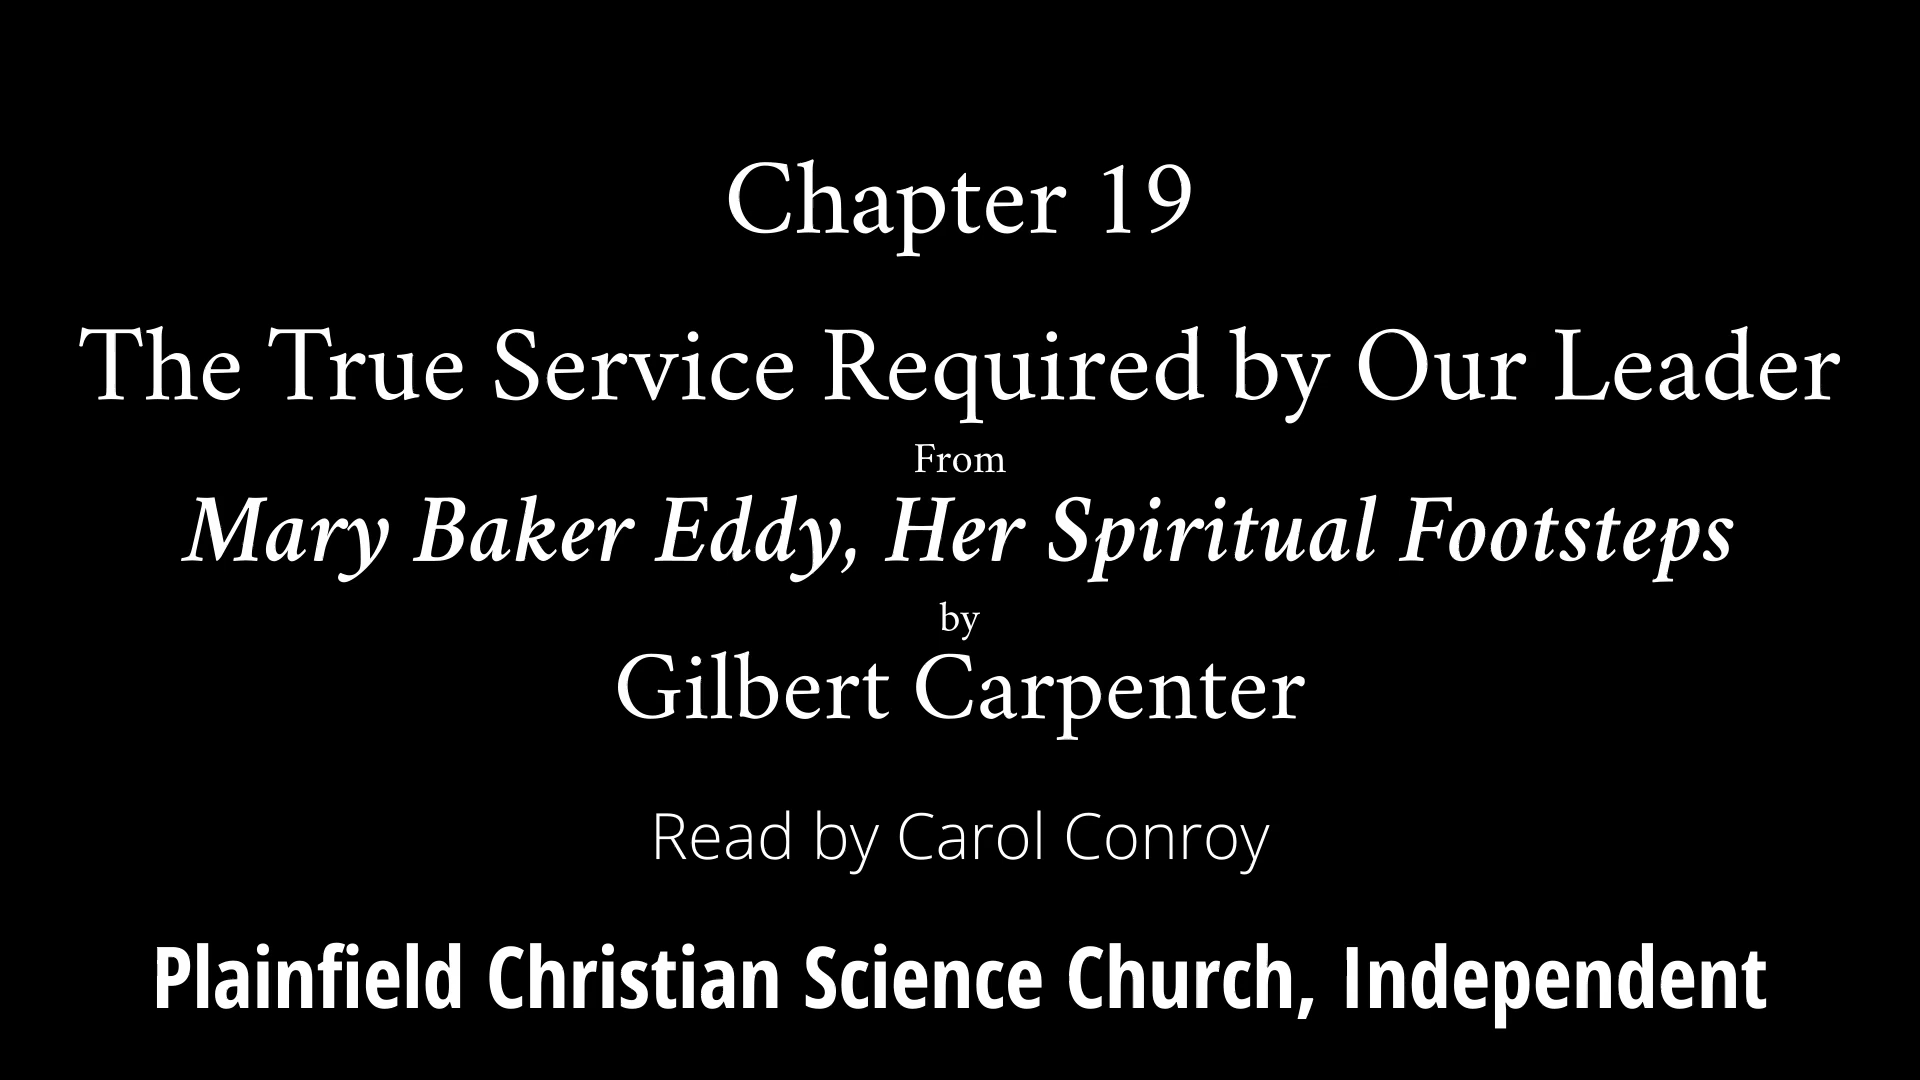 Chapter 19
The True Service Required by Our Leader
From
Mary Baker Eddy, Her Spiritual Footsteps
by
Gilbert Carpenter
Read by Carol Conroy
Plainfield Christian Science Church, Independent